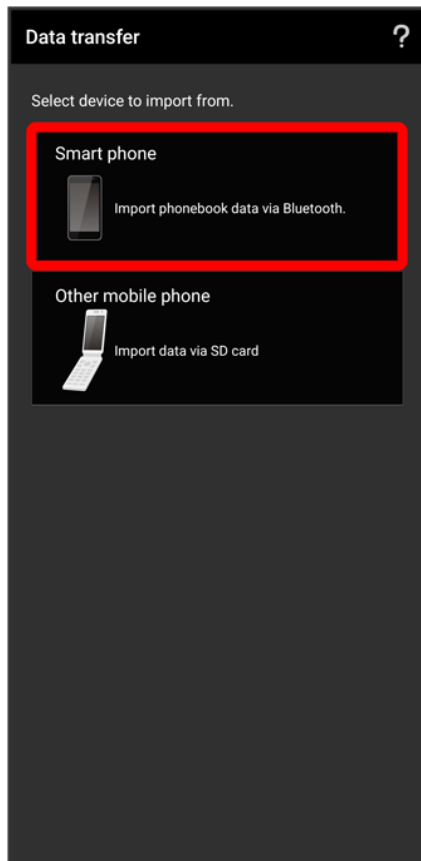 Data transfer ?
Select device to import from.
Smart phone
Import phonebook data via Bluetooth.
Other mobile phone
Import data via SD card